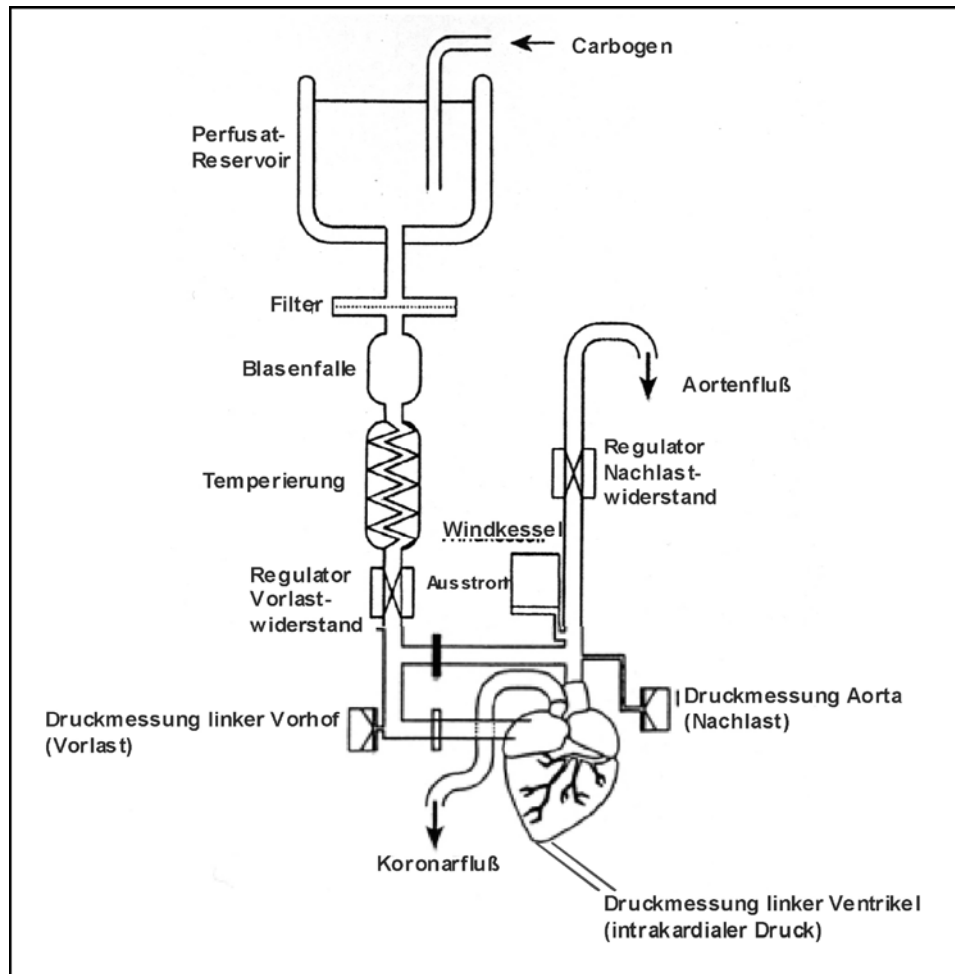 Carbogen
Perfusat-
Reservoir
Filter
Blasenfalle
Aortenfluß
Temperierung
Regulator
Nachlast-
widerstand
Windkessel
Regulator
Vorlast-
widerstand
Ausstrom
Druckmessung linker Vorhof
(Vorlast)
Druckmessung Aorta
(Nachlast)
Koronarfluß
Druckmessung linker Ventrikel
(intrakardialer Druck)